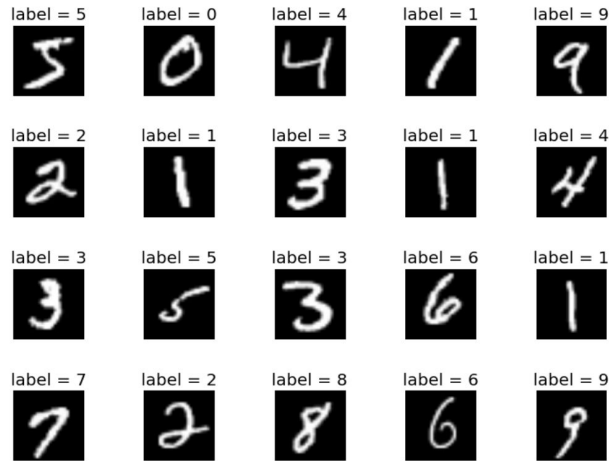 label = 5 label = 0 label = 4 label = 1 label = 9
5 0 4 1 9
label = 2 label = 1 label = 3 label = 1 label = 4
2 1 3 1 4
label = 3 label = 5 label = 3 label = 6 label = 1
3 5 3 6 1
label = 7 label = 2 label = 8 label = 6 label = 9
7 2 8 6 9